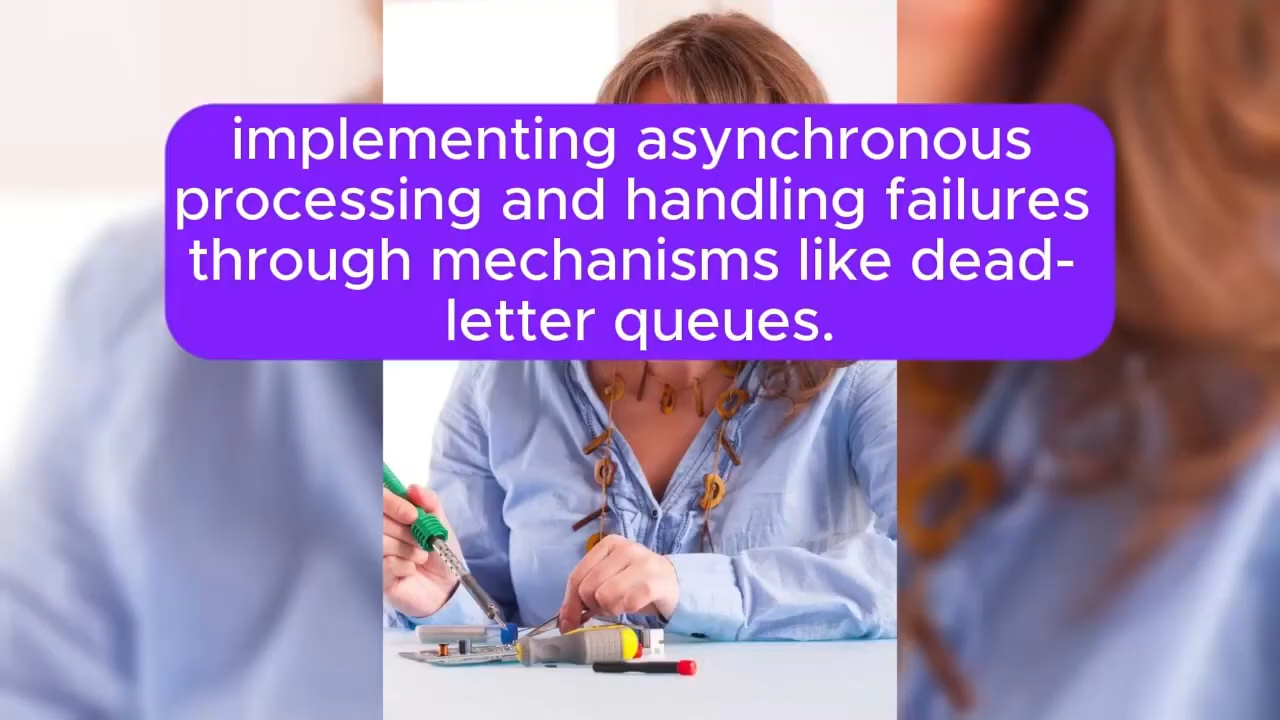 implementing asynchronous
processing and handling failures
through mechanisms like dead-
letter queues.